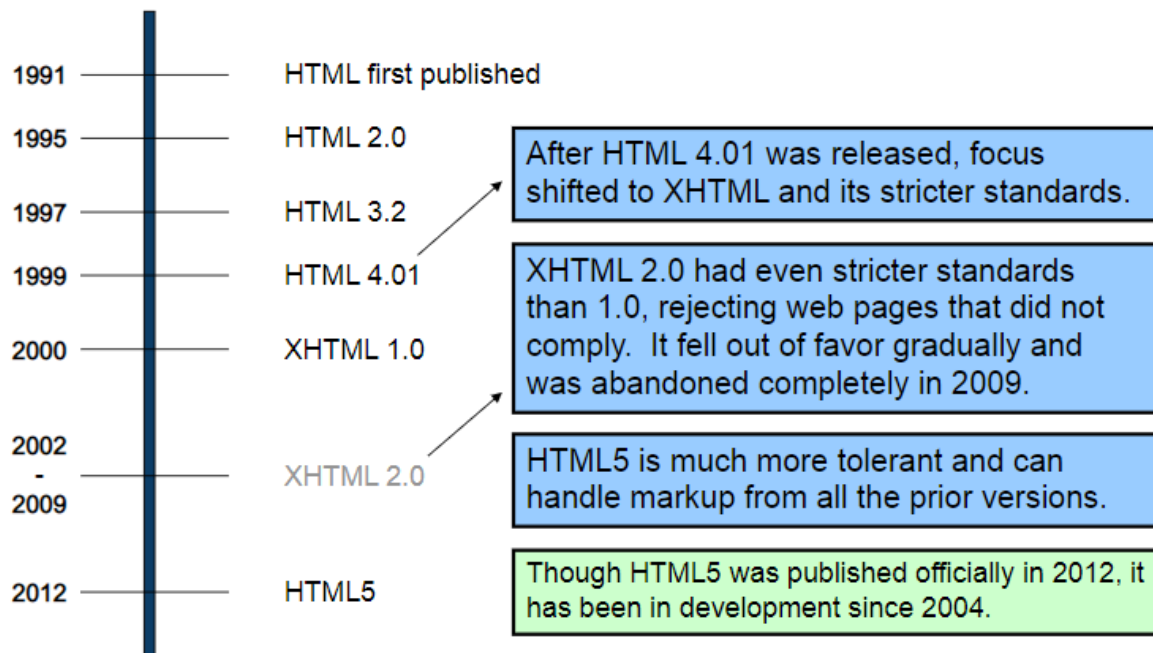 1991 HTML first published
1995 HTML 2.0
After HTML 4.01 was released, focus
shifted to XHTML and its stricter standards.
1997 HTML 3.2
1999 HTML 4.01
XHTML 2.0 had even stricter standards
than 1.0, rejecting web pages that did not
comply. It fell out of favor gradually and
was abandoned completely in 2009.
2000 XHTML 1.0
2002
-
2009
XHTML 2.0
HTML5 is much more tolerant and can
handle markup from all the prior versions.
2012 HTML5
Though HTML5 was published officially in 2012, it
has been in development since 2004.